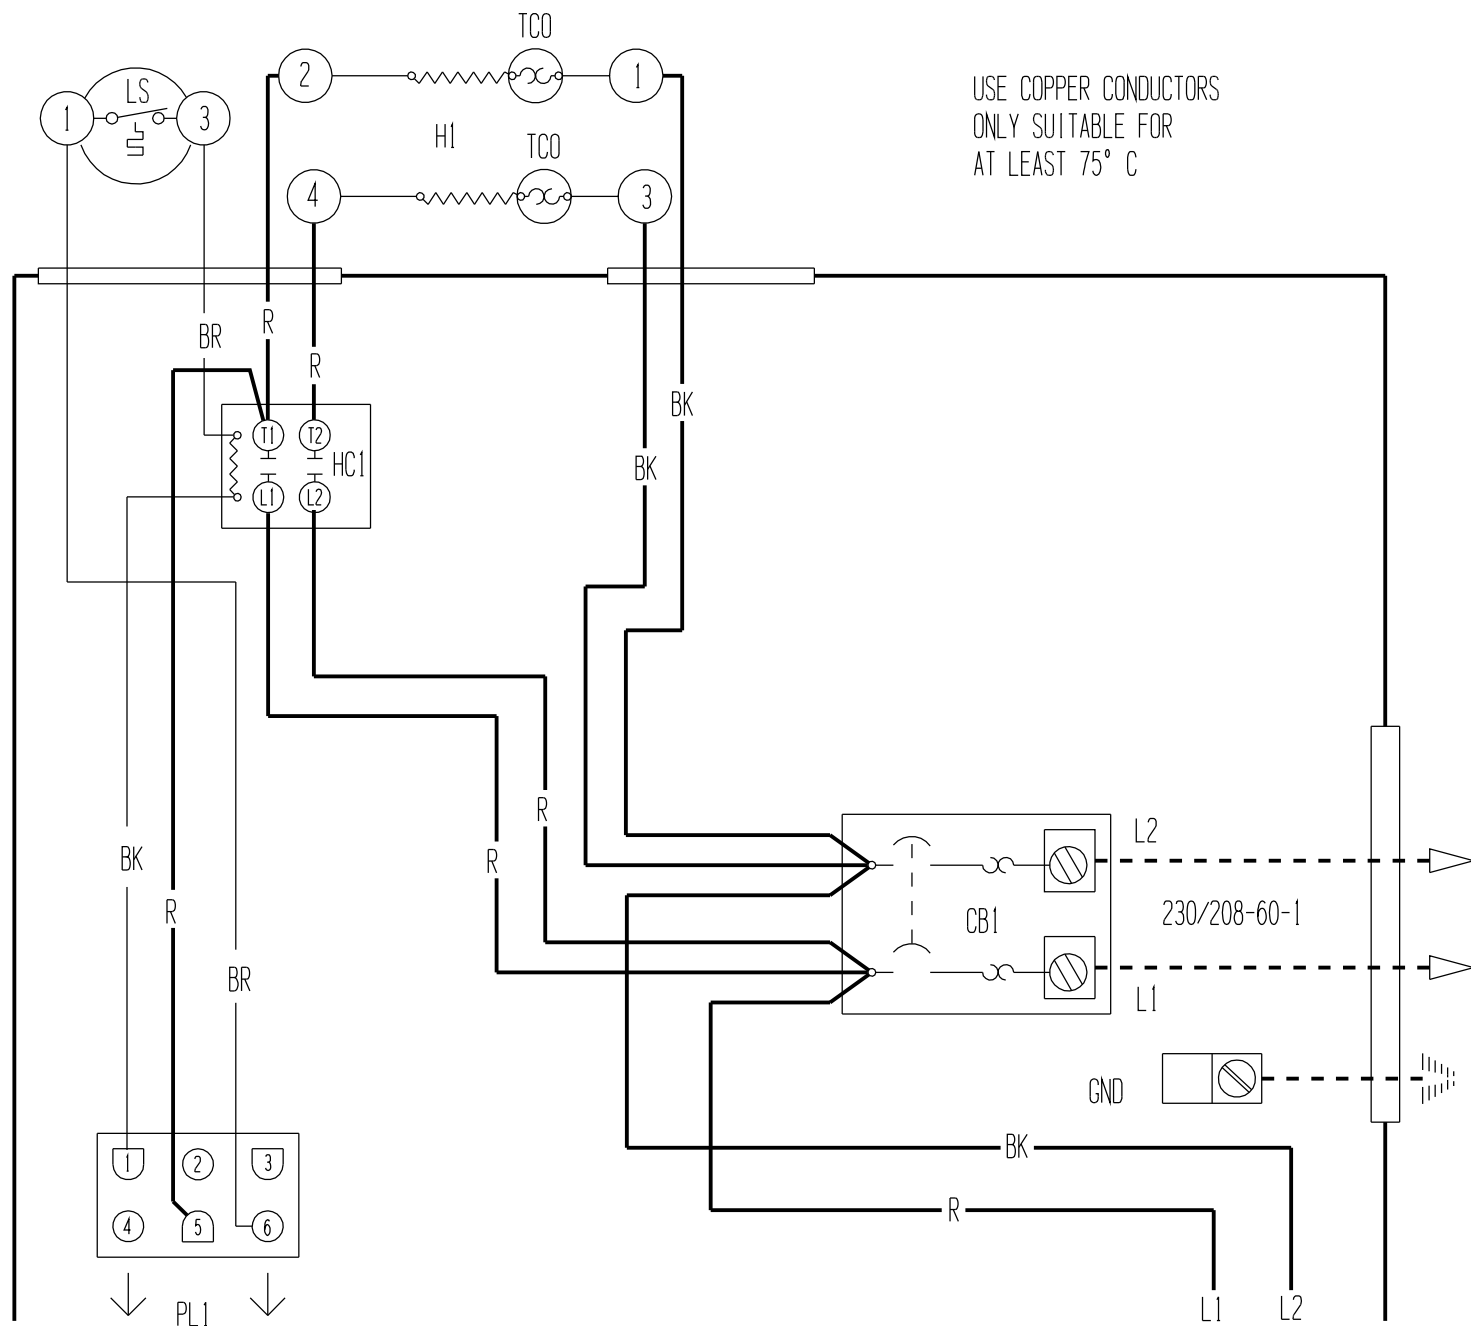 TCO
2
1
LS
1
3
H1
TCO
4
3
USE COPPER CONDUCTORS
ONLY SUITABLE FOR
AT LEAST 75° C
R
BR
R
BK
T1
T2
HC1
BK
L1
L2
R
L2
BK
R
R
CB1
230/208-60-1
BR
L1
GND
BK
1
2
3
R
4
5
6
PL1
L1
L2